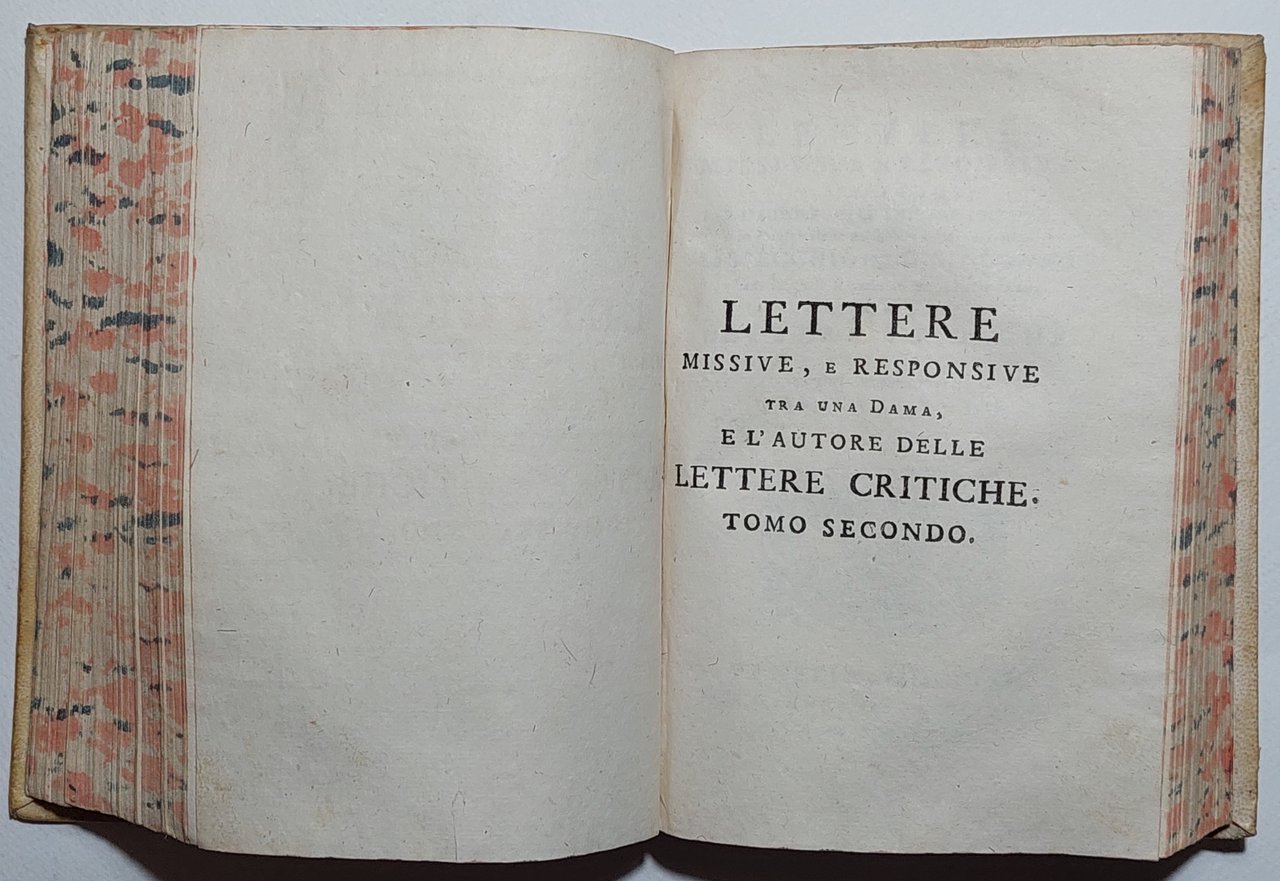 LETTERE
MISSIVE, E RESPONSIVE
TRA UNA DAMA,
E L'AUTORE DELLE
LETTERE CRITICHE.
TOMO SECONDO.